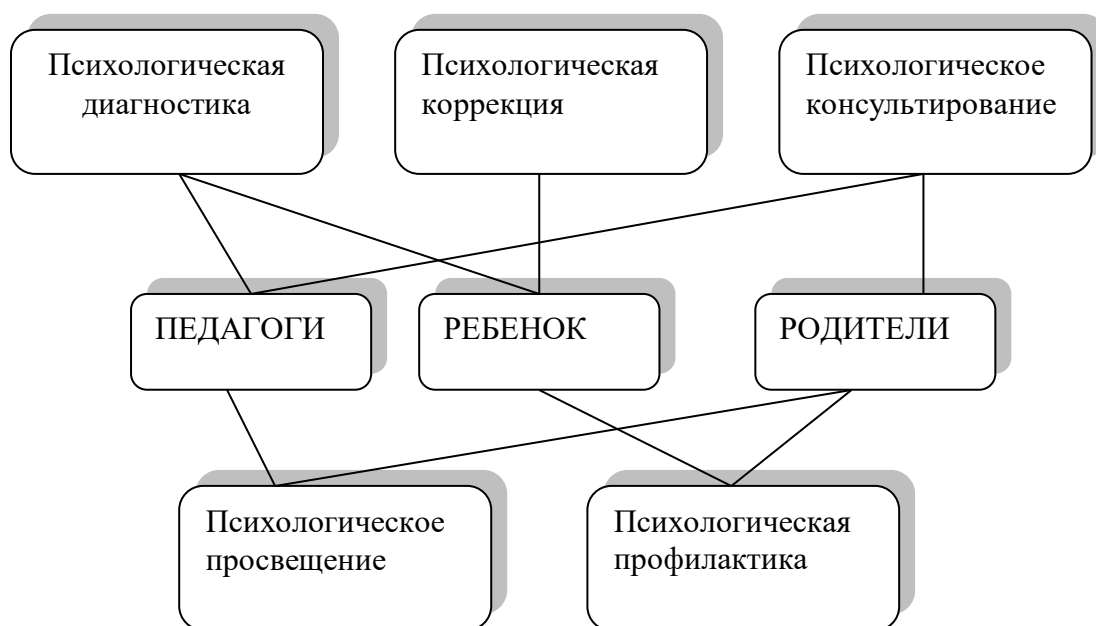 Психологическая
диагностика
Психологическая
коррекция
Психологическое
консультирование
ПЕДАГОГИ
РЕБЕНОК
РОДИТЕЛИ
Психологическое
просвещение
Психологическая
профилактика